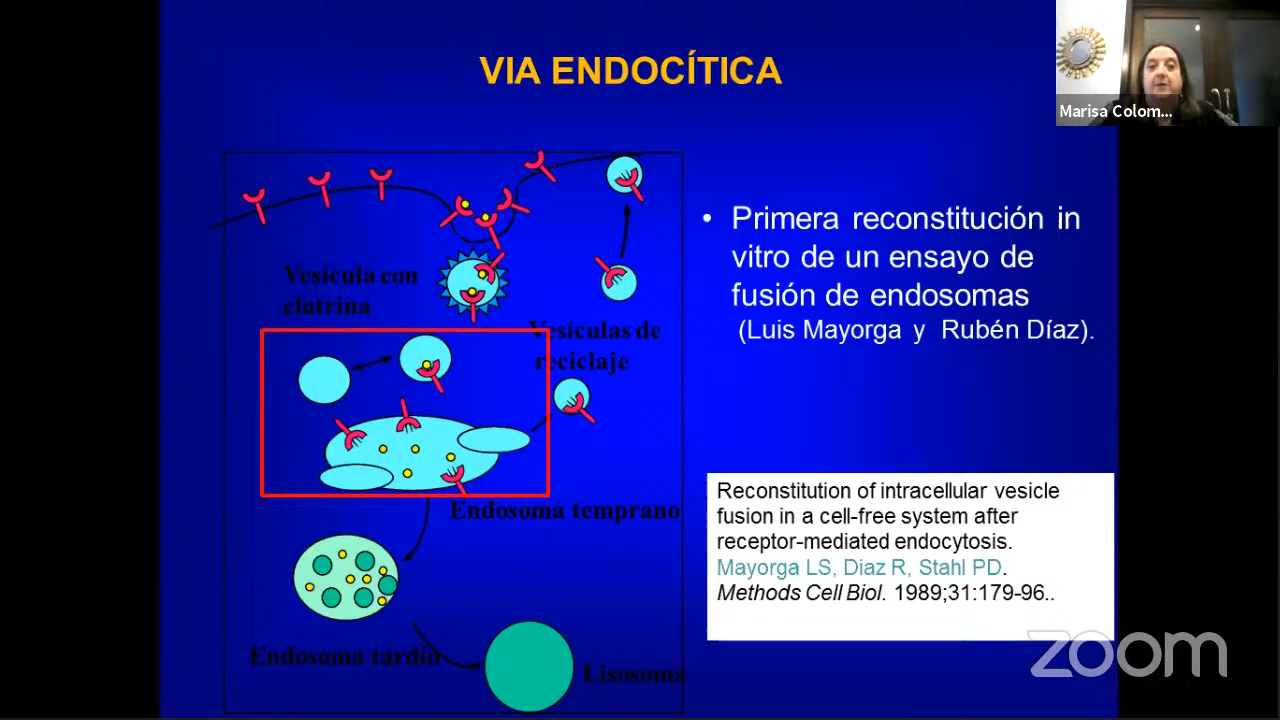 VIA ENDOCÍTICA
Marisa Colom...
Vesícula con
clatrina
Vesículas de
reciclaje
Endosoma temprano
Endosoma tardío
Lisosoma
• Primera reconstitución in
vitro de un ensayo de
fusión de endosomas
(Luis Mayorga y Rubén Díaz).
Reconstitution of intracellular vesicle
fusion in a cell-free system after
receptor-mediated endocytosis.
Mayorga LS, Diaz R, Stahl PD.
Methods Cell Biol. 1989;31:179-96..
zoom